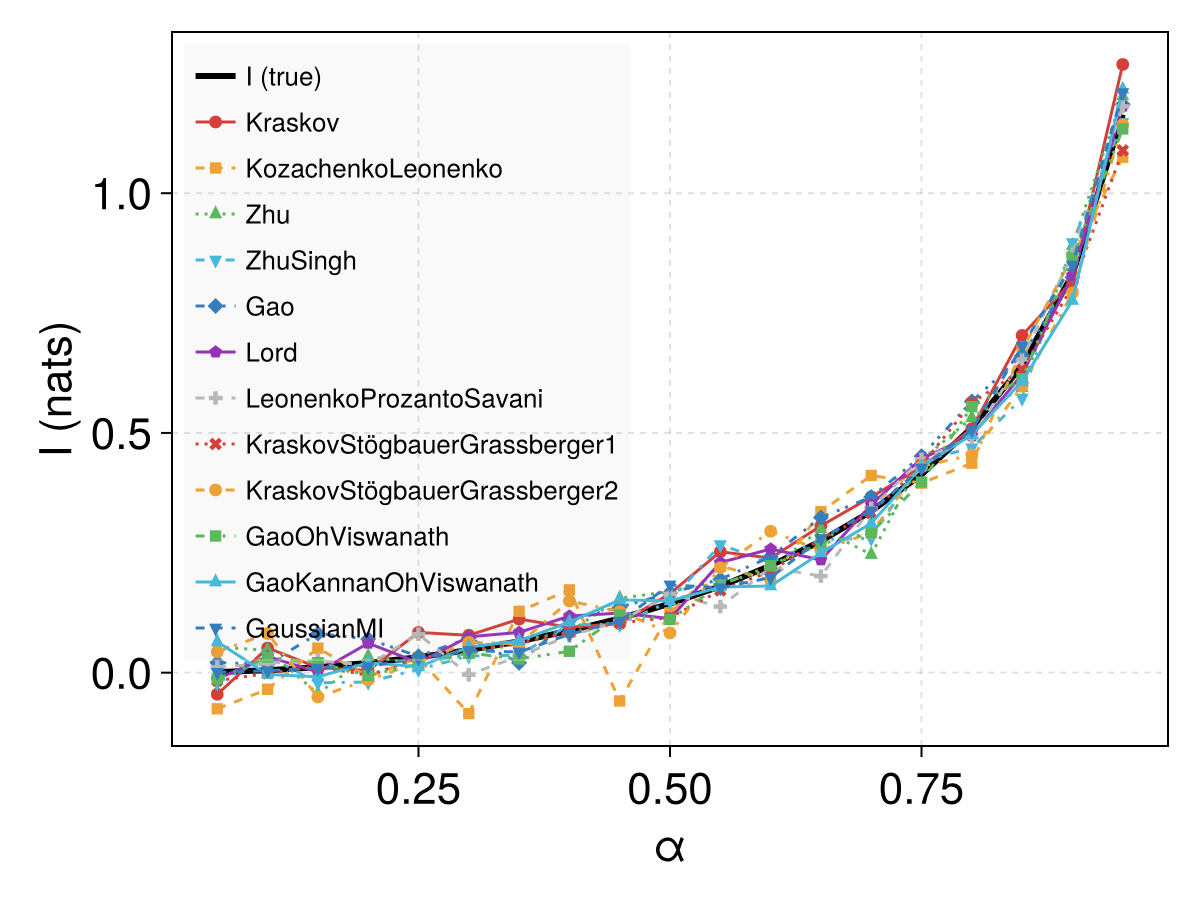 I (true)
Kraskov
KozachenkoLeonenko
Zhu
ZhuSingh
Gao
Lord
LeonenkoProzantoSavani
KraskovStögbauerGrassberger1
KraskovStögbauerGrassberger2
GaoOhViswanath
GaoKannanOhViswanath
GaussianMI
1.0
0.5
0.0
I (nats)
0.25 0.50 0.75
α